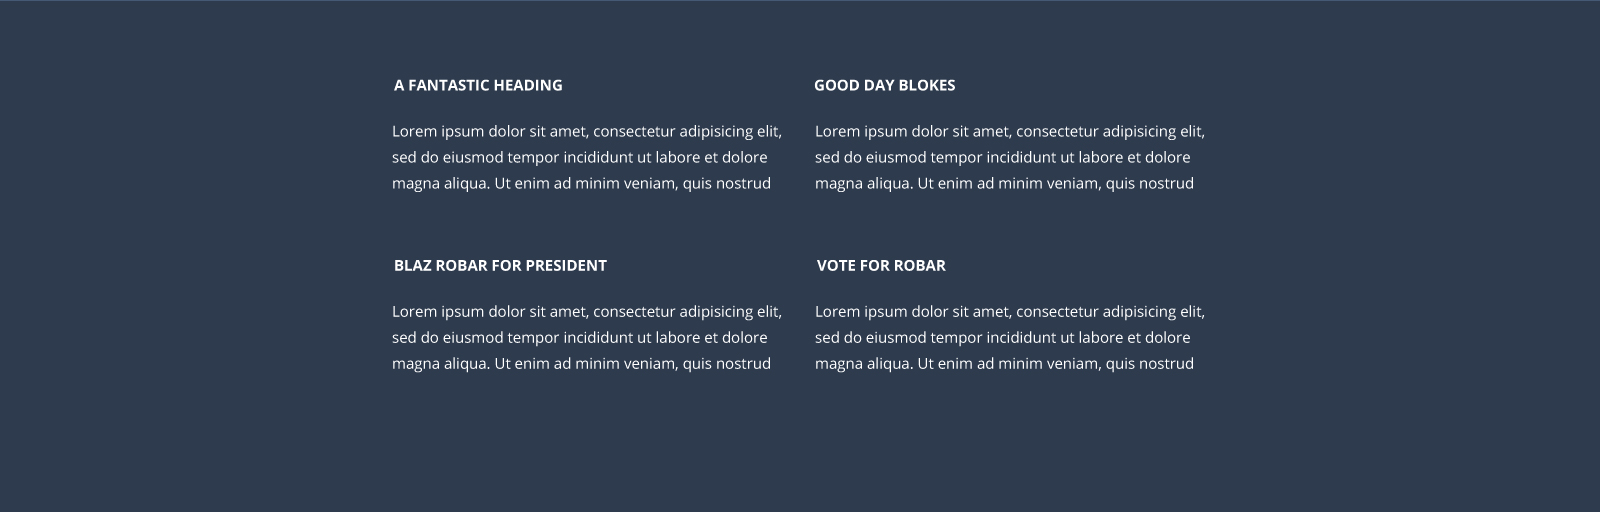 A FANTASTIC HEADING
Lorem ipsum dolor sit amet, consectetur adipisicing elit,
sed do eiusmod tempor incididunt ut labore et dolore
magna aliqua. Ut enim ad minim veniam, quis nostrud
GOOD DAY BLOKES
Lorem ipsum dolor sit amet, consectetur adipisicing elit,
sed do eiusmod tempor incididunt ut labore et dolore
magna aliqua. Ut enim ad minim veniam, quis nostrud
BLAZ ROBAR FOR PRESIDENT
Lorem ipsum dolor sit amet, consectetur adipisicing elit,
sed do eiusmod tempor incididunt ut labore et dolore
magna aliqua. Ut enim ad minim veniam, quis nostrud
VOTE FOR ROBAR
Lorem ipsum dolor sit amet, consectetur adipisicing elit,
sed do eiusmod tempor incididunt ut labore et dolore
magna aliqua. Ut enim ad minim veniam, quis nostrud